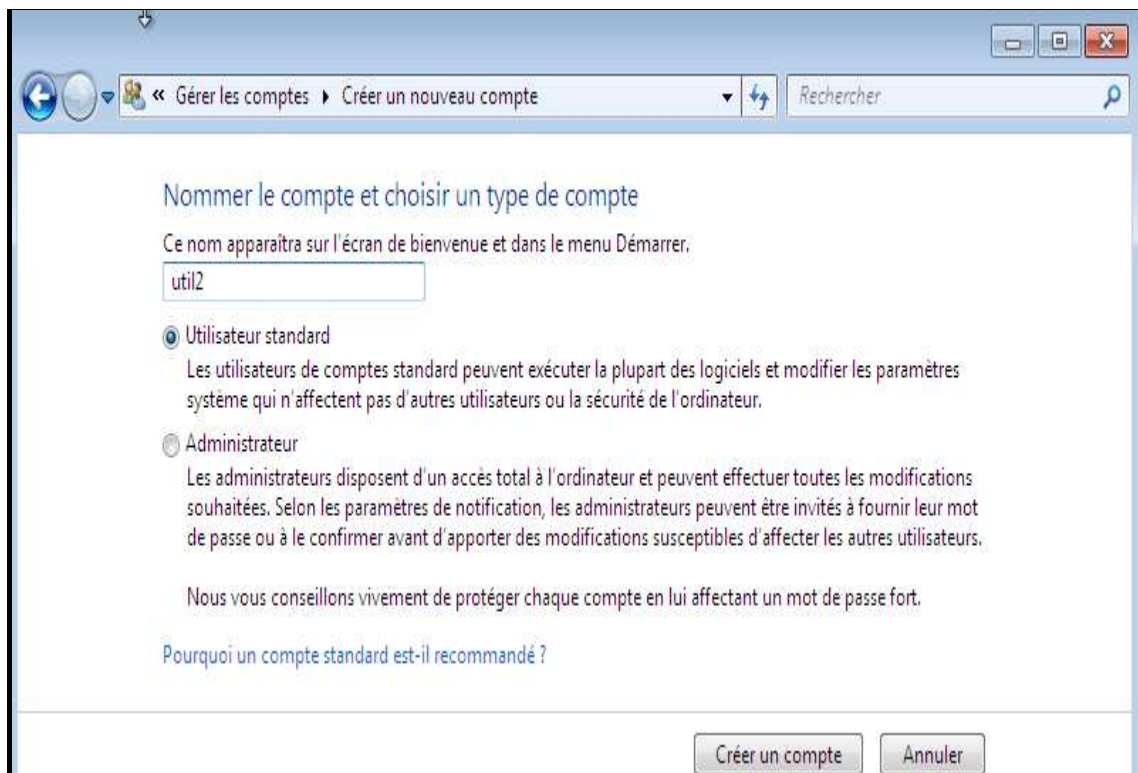 « Gérer les comptes ▸ Créer un nouveau compte
Rechercher
Nommer le compte et choisir un type de compte
Ce nom apparaîtra sur l'écran de bienvenue et dans le menu Démarrer.
util2
Utilisateur standard
Les utilisateurs de comptes standard peuvent exécuter la plupart des logiciels et modifier les paramètres
système qui n'affectent pas d'autres utilisateurs ou la sécurité de l'ordinateur.
Administrateur
Les administrateurs disposent d'un accès total à l'ordinateur et peuvent effectuer toutes les modifications
souhaitées. Selon les paramètres de notification, les administrateurs peuvent être invités à fournir leur mot
de passe ou à le confirmer avant d'apporter des modifications susceptibles d'affecter les autres utilisateurs.
Nous vous conseillons vivement de protéger chaque compte en lui affectant un mot de passe fort.
Pourquoi un compte standard est-il recommandé ?
Créer un compte
Annuler